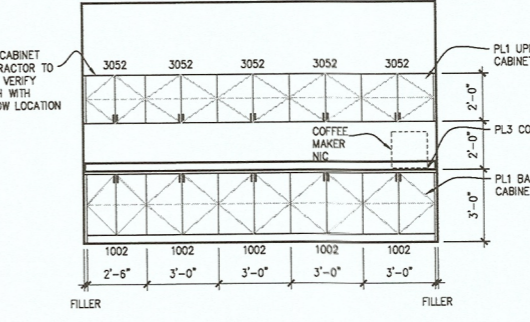 CABINET
RACTOR TO
VERIFY
WITH
OW LOCATION
3052 3052 3052 3052 3052
PL1 UP
CABINET
2'-0"
COFFEE
MAKER
NIC
2'-0"
PL3 CO
PL1 BA
CABINE
3'-0"
1002 1002 1002 1002 1002
2'-6" 3'-0" 3'-0" 3'-0" 3'-0"
FILLER FILLER